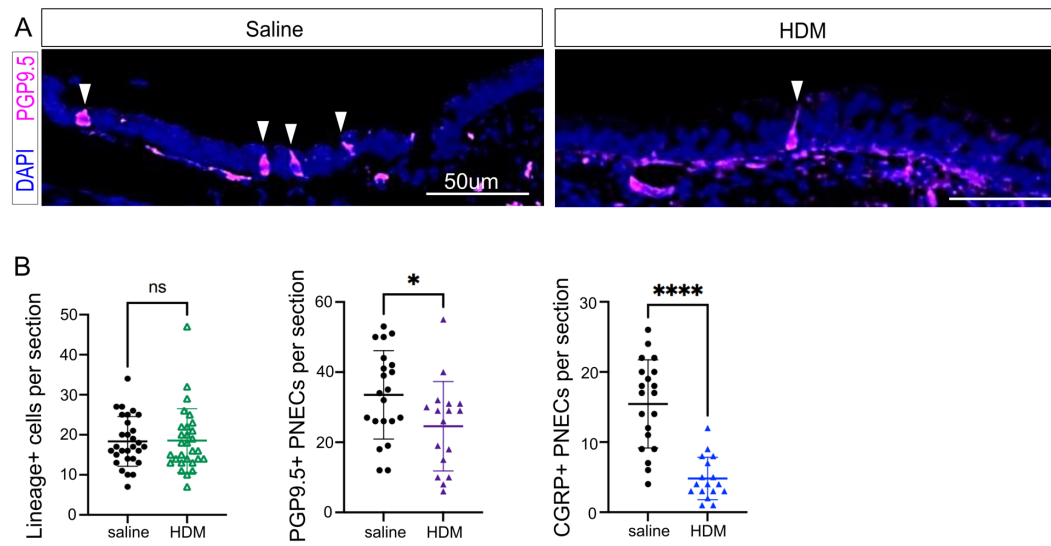 A
Saline
HDM
DAPI PGP9.5
50um
B
Lineage+ cells per section
50
40
30
20
10
0
ns
saline
HDM
PGP9.5+ PNECs per section
60
40
20
0
*
saline
HDM
CGRP+ PNECs per section
30
20
10
0
****
saline
HDM